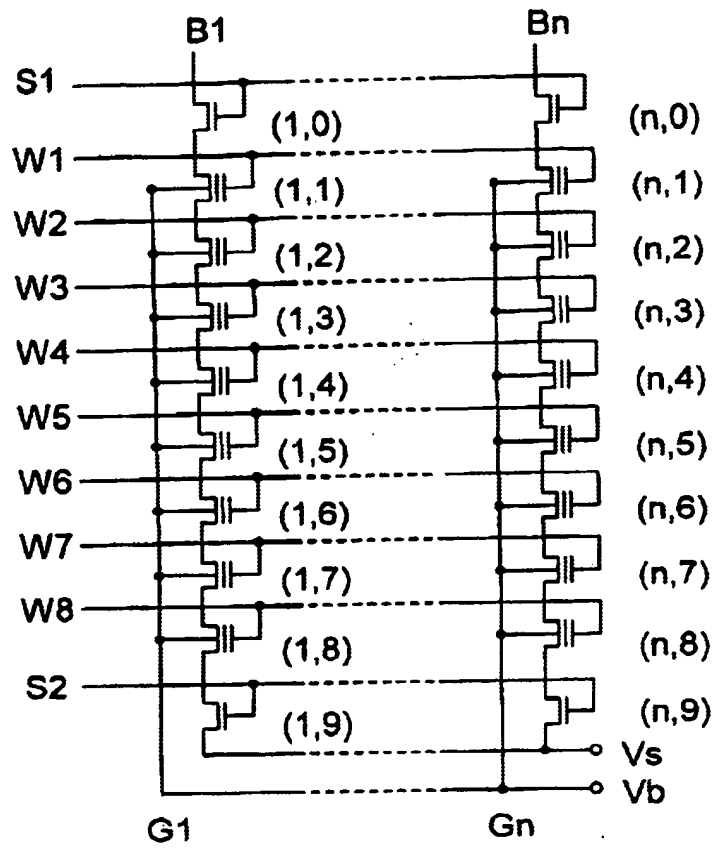 B1 Bn
S1
(1,0) (n,0)
W1
(1,1) (n,1)
W2
(1,2) (n,2)
W3
(1,3) (n,3)
W4
(1,4) (n,4)
W5
(1,5) (n,5)
W6
(1,6) (n,6)
W7
(1,7) (n,7)
W8
(1,8) (n,8)
S2
(1,9) (n,9)
Vs
Vb
G1 Gn